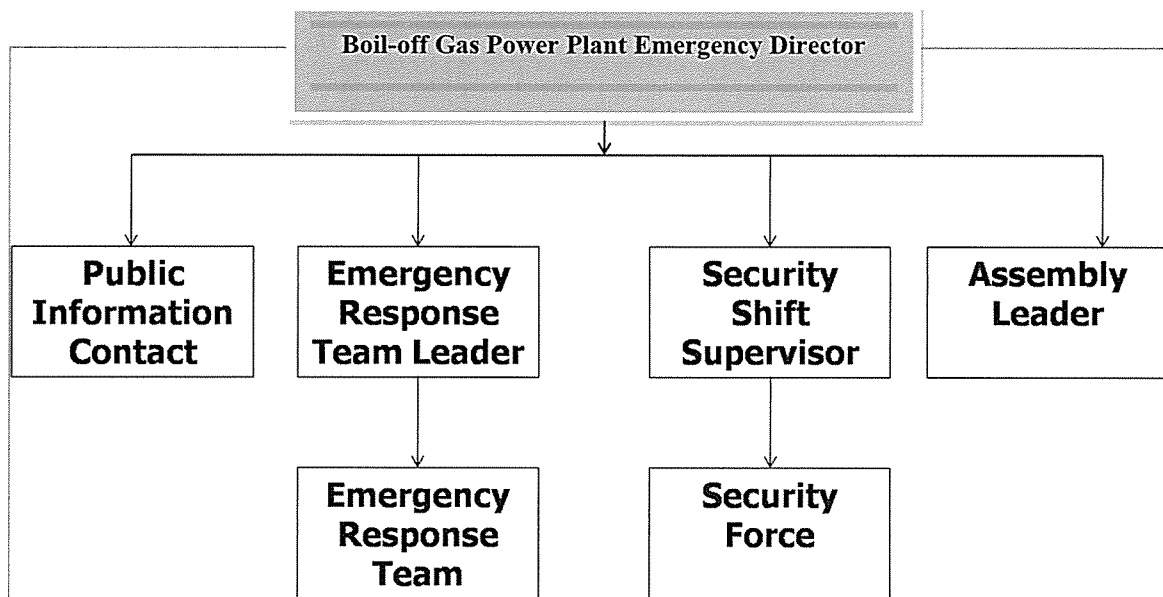 Boil-off Gas Power Plant Emergency Director
Public
Information
Contact
Emergency
Response
Team Leader
Security
Shift
Supervisor
Assembly
Leader
Emergency
Response
Team
Security
Force